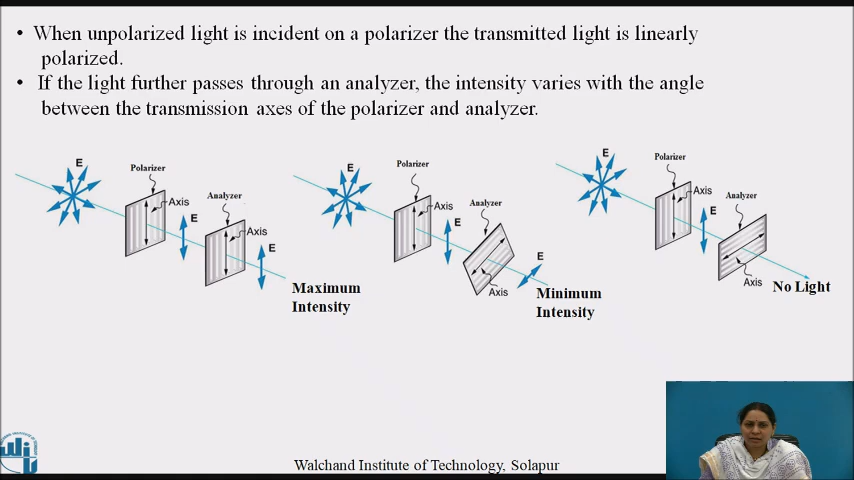 • When unpolarized light is incident on a polarizer the transmitted light is linearly
polarized.
• If the light further passes through an analyzer, the intensity varies with the angle
between the transmission axes of the polarizer and analyzer.
E
Polarizer
Axis
E
Analyzer
Axis
E
Maximum
Intensity
E
Polarizer
Axis
E
Analyzer
Axis
E
Minimum
Intensity
E
Polarizer
Axis
E
Analyzer
Axis
No Light
Walchand Institute of Technology, Solapur